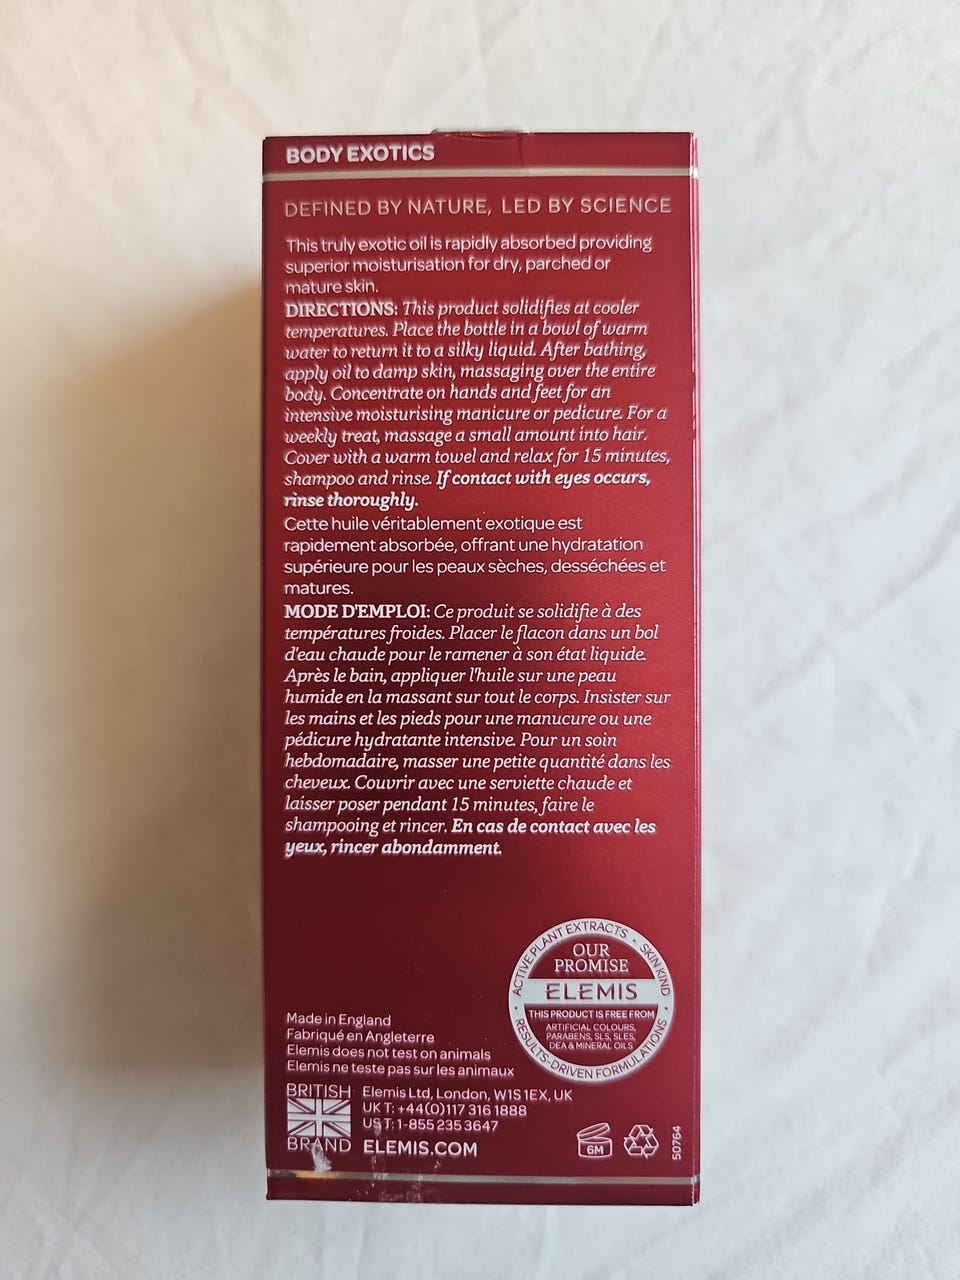 BODY EXOTICS
DEFINED BY NATURE, LED BY SCIENCE
This truly exotic oil is rapidly absorbed providing
superior moisturisation for dry, parched or
mature skin.
DIRECTIONS: This product solidifies at cooler
temperatures. Place the bottle in a bowl of warm
water to return it to a silky liquid. After bathing,
apply oil to damp skin, massaging over the entire
body. Concentrate on hands and feet for an
intensive moisturising manicure or pedicure. For a
weekly treat, massage a small amount into hair.
Cover with a warm towel and relax for 15 minutes,
shampoo and rinse. If contact with eyes occurs,
rinse thoroughly.
Cette huile véritablement exotique est
rapidement absorbée, offrant une hydratation
supérieure pour les peaux sèches, desséchées et
matures.
MODE D'EMPLOI: Ce produit se solidifie à des
températures froides. Placer le flacon dans un bol
d'eau chaude pour le ramener à son état liquide.
Après le bain, appliquer l'huile sur une peau
humide en la massant sur tout le corps. Insister sur
les mains et les pieds pour une manucure ou une
pédicure hydratante intensive. Pour un soin
hebdomadaire, masser une petite quantité dans les
cheveux. Couvrir avec une serviette chaude et
laisser poser pendant 15 minutes, faire le
shampooing et rincer. En cas de contact avec les
yeux, rincer abondamment.
ACTIVE PLANT EXTRACTS • SKIN KIND • RESULTS-DRIVEN FORMULATIONS •
OUR
PROMISE
ELEMIS
THIS PRODUCT IS FREE FROM
ARTIFICIAL COLOURS,
PARABENS, SLS, SLES,
DEA & MINERAL OILS
Made in England
Fabriqué en Angleterre
Elemis does not test on animals
Elemis ne teste pas sur les animaux
BRITISH
BRAND
Elemis Ltd, London, W1S 1EX, UK
UK T: +44(0)117 316 1888
US T: 1-855 235 3647
ELEMIS.COM
6M
50764